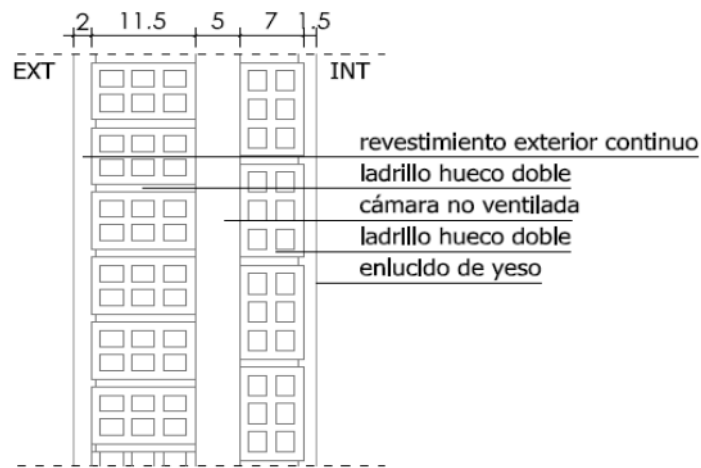 2 11.5 5 7 1.5
EXT INT
revestimiento exterior continuo
ladrillo hueco doble
cámara no ventilada
ladrillo hueco doble
enlucido de yeso